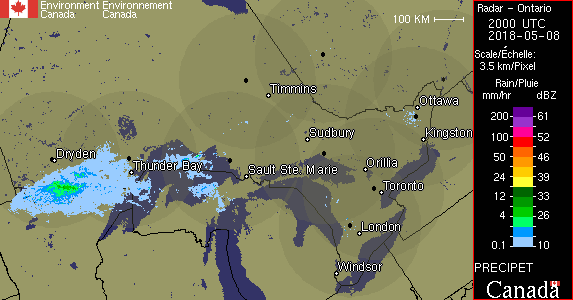 Environment Environnement
Canada Canada
100 KM
Timmins
Ottawa
Sudbury
Kingston
Dryden
Thunder Bay
Sault Ste. Marie
Orillia
Toronto
London
Windsor
Radar - Ontario
2000 UTC
2018-05-08
Scale/Échelle:
3.5 km/Pixel
Rain/Pluie
mm/hr dBZ
200 61
100 52
50 46
24 39
12 33
4 26
0.1 10
PRECIPET
Canada